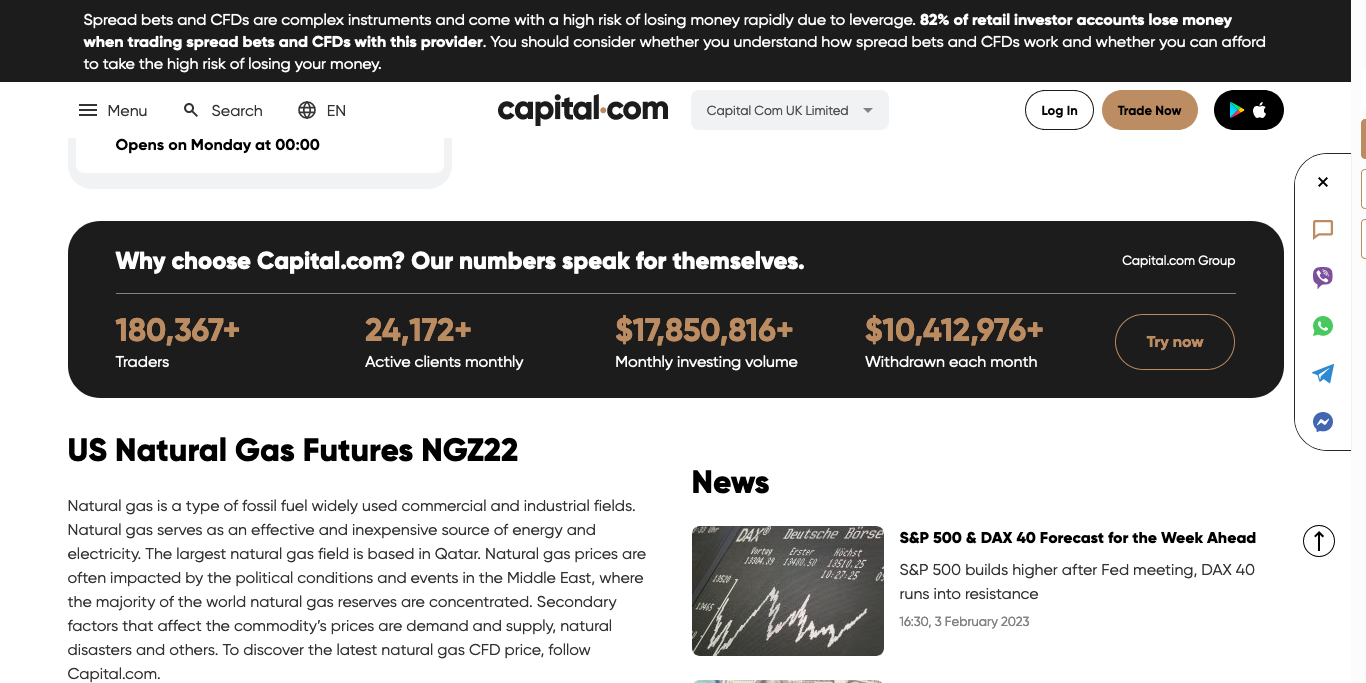 Spread bets and CFDs are complex instruments and come with a high risk of losing money rapidly due to leverage. 82% of retail investor accounts lose money
when trading spread bets and CFDs with this provider. You should consider whether you understand how spread bets and CFDs work and whether you can afford
to take the high risk of losing your money.
Menu
Search
EN
capital.com
Capital Com UK Limited
Log In
Trade Now
Opens on Monday at 00:00
Why choose Capital.com? Our numbers speak for themselves.
Capital.com Group
180,367+
Traders
24,172+
Active clients monthly
$17,850,816+
Monthly investing volume
$10,412,976+
Withdrawn each month
Try now
US Natural Gas Futures NGZ22
Natural gas is a type of fossil fuel widely used commercial and industrial fields.
Natural gas serves as an effective and inexpensive source of energy and
electricity. The largest natural gas field is based in Qatar. Natural gas prices are
often impacted by the political conditions and events in the Middle East, where
the majority of the world natural gas reserves are concentrated. Secondary
factors that affect the commodity's prices are demand and supply, natural
disasters and others. To discover the latest natural gas CFD price, follow
Capital.com.
News
DAX® Deutsche Börse
Vortag Erster Höchst
13480.50 13510.25
10:27:25
S&P 500 & DAX 40 Forecast for the Week Ahead
S&P 500 builds higher after Fed meeting, DAX 40
runs into resistance
16:30, 3 February 2023